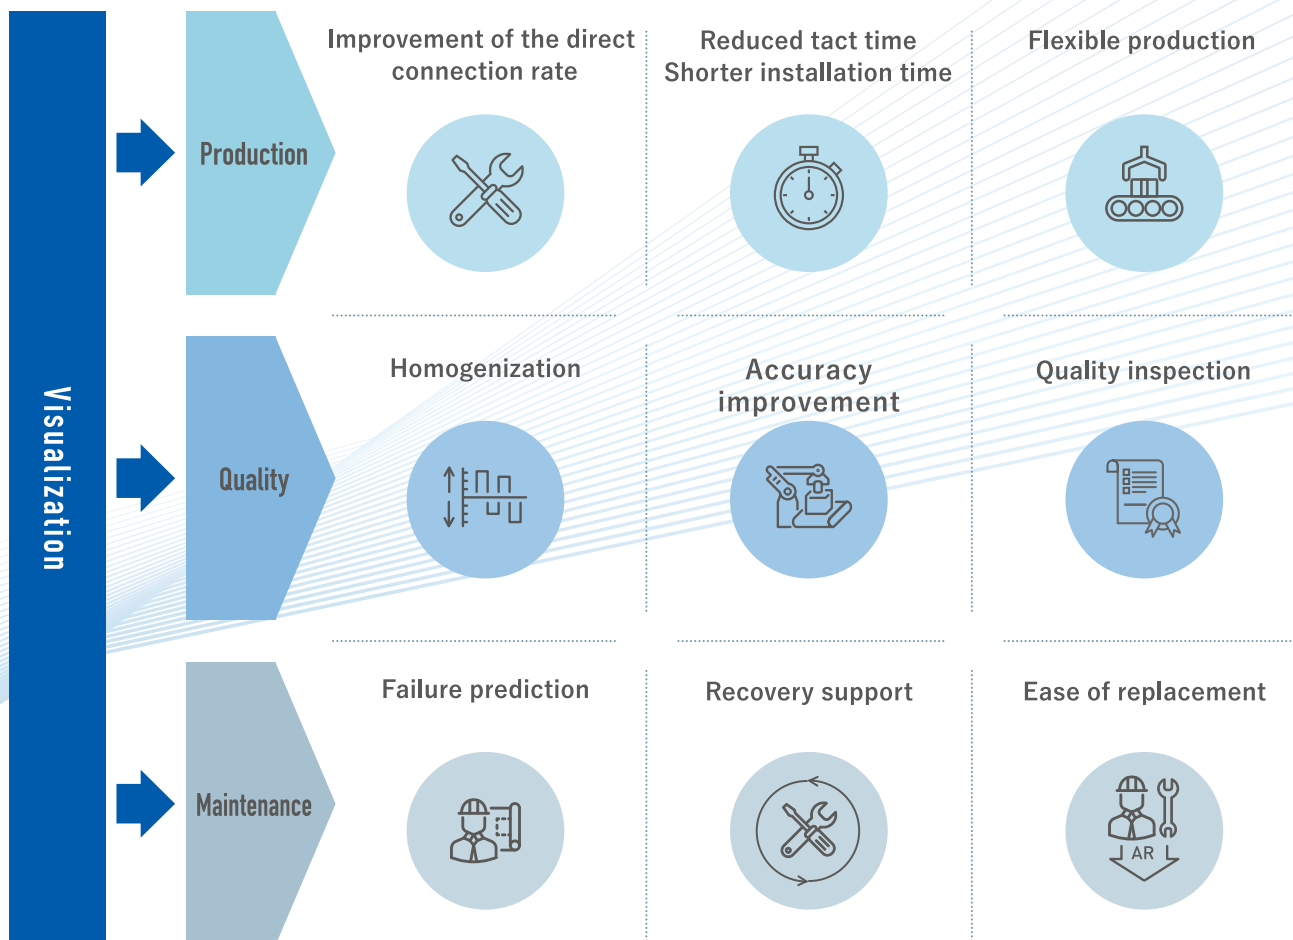 Visualization
Production
Improvement of the direct
connection rate
Reduced tact time
Shorter installation time
Flexible production
Quality
Homogenization
Accuracy
improvement
Quality inspection
Maintenance
Failure prediction
Recovery support
Ease of replacement
AR